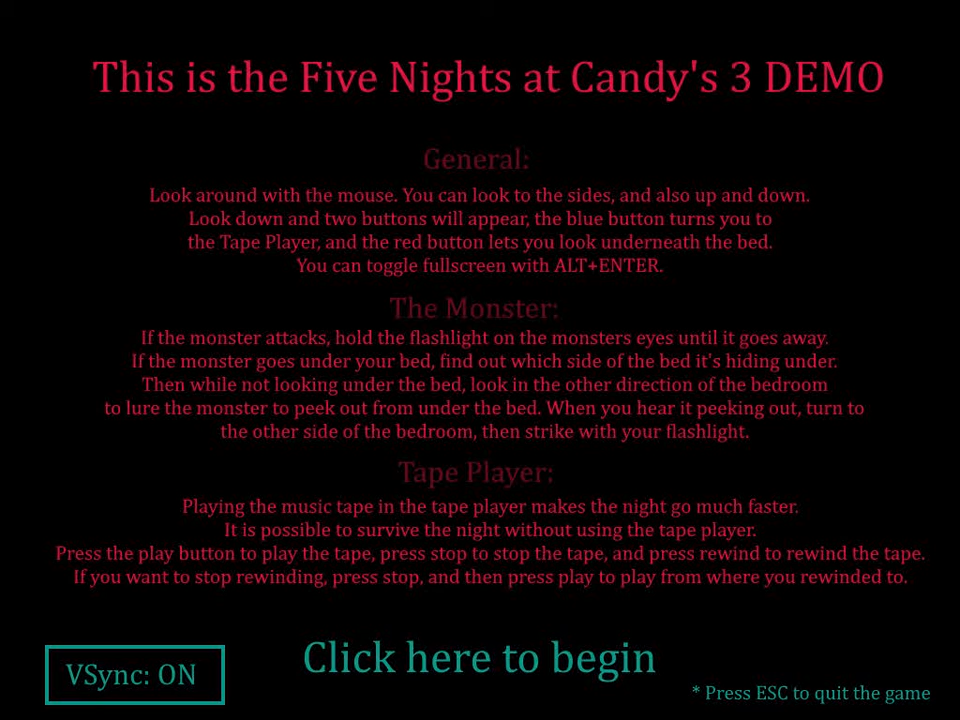 This is the Five Nights at Candy's 3 DEMO
General:
Look around with the mouse. You can look to the sides, and also up and down.
Look down and two buttons will appear, the blue button turns you to
the Tape Player, and the red button lets you look underneath the bed.
You can toggle fullscreen with ALT+ENTER.
The Monster:
If the monster attacks, hold the flashlight on the monsters eyes until it goes away.
If the monster goes under your bed, find out which side of the bed it's hiding under.
Then while not looking under the bed, look in the other direction of the bedroom
to lure the monster to peek out from under the bed. When you hear it peeking out, turn to
the other side of the bedroom, then strike with your flashlight.
Tape Player:
Playing the music tape in the tape player makes the night go much faster.
It is possible to survive the night without using the tape player.
Press the play button to play the tape, press stop to stop the tape, and press rewind to rewind the tape.
If you want to stop rewinding, press stop, and then press play to play from where you rewinded to.
Click here to begin
VSync: ON
* Press ESC to quit the game